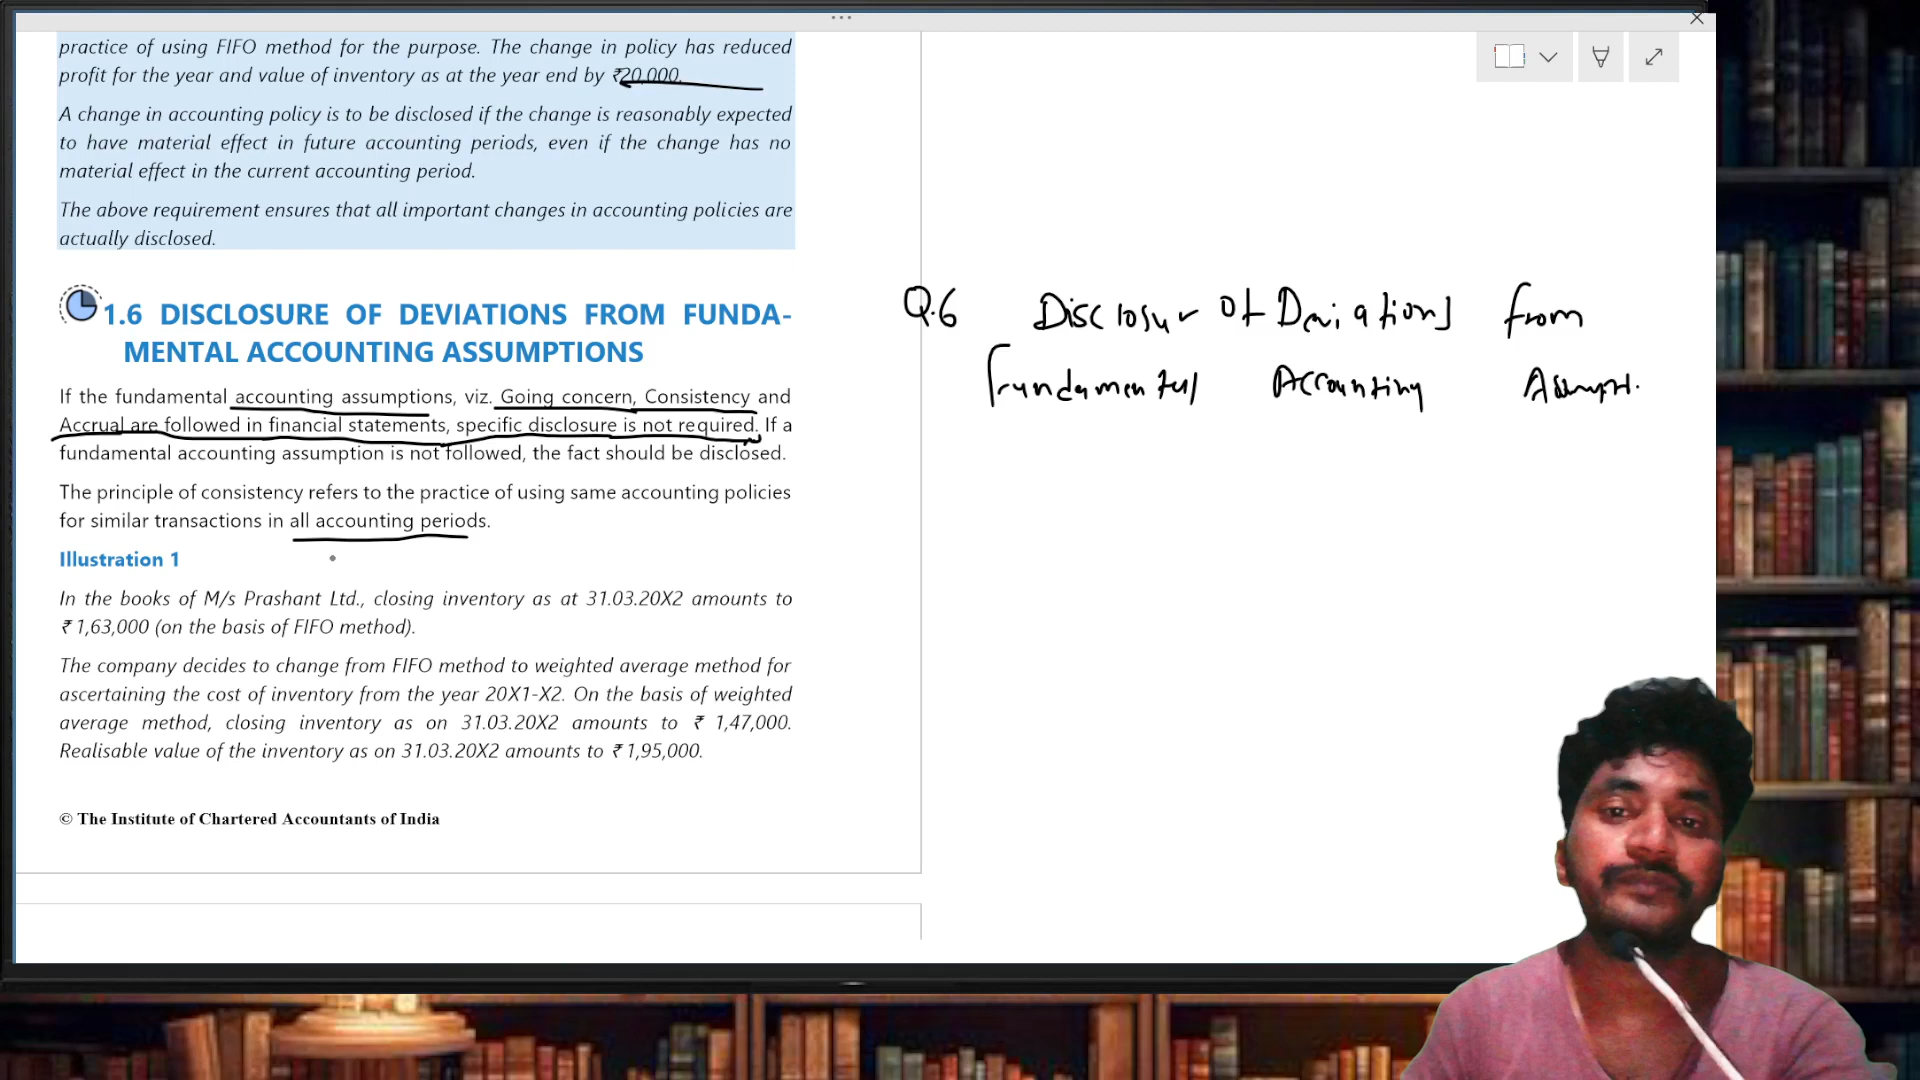 practice of using FIFO method for the purpose. The change in policy has reduced
profit for the year and value of inventory as at the year end by ₹20,000.
A change in accounting policy is to be disclosed if the change is reasonably expected
to have material effect in future accounting periods, even if the change has no
material effect in the current accounting period.
The above requirement ensures that all important changes in accounting policies are
actually disclosed.
1.6 DISCLOSURE OF DEVIATIONS FROM FUNDA-
MENTAL ACCOUNTING ASSUMPTIONS
If the fundamental accounting assumptions, viz. Going concern, Consistency and
Accrual are followed in financial statements, specific disclosure is not required. If a
fundamental accounting assumption is not followed, the fact should be disclosed.
The principle of consistency refers to the practice of using same accounting policies
for similar transactions in all accounting periods.
Illustration 1
In the books of M/s Prashant Ltd., closing inventory as at 31.03.20X2 amounts to
₹ 1,63,000 (on the basis of FIFO method).
The company decides to change from FIFO method to weighted average method for
ascertaining the cost of inventory from the year 20X1-X2. On the basis of weighted
average method, closing inventory as on 31.03.20X2 amounts to ₹ 1,47,000.
Realisable value of the inventory as on 31.03.20X2 amounts to ₹ 1,95,000.
© The Institute of Chartered Accountants of India
Q.6 Disclosur Of Deviations from
Fundamental Accounting